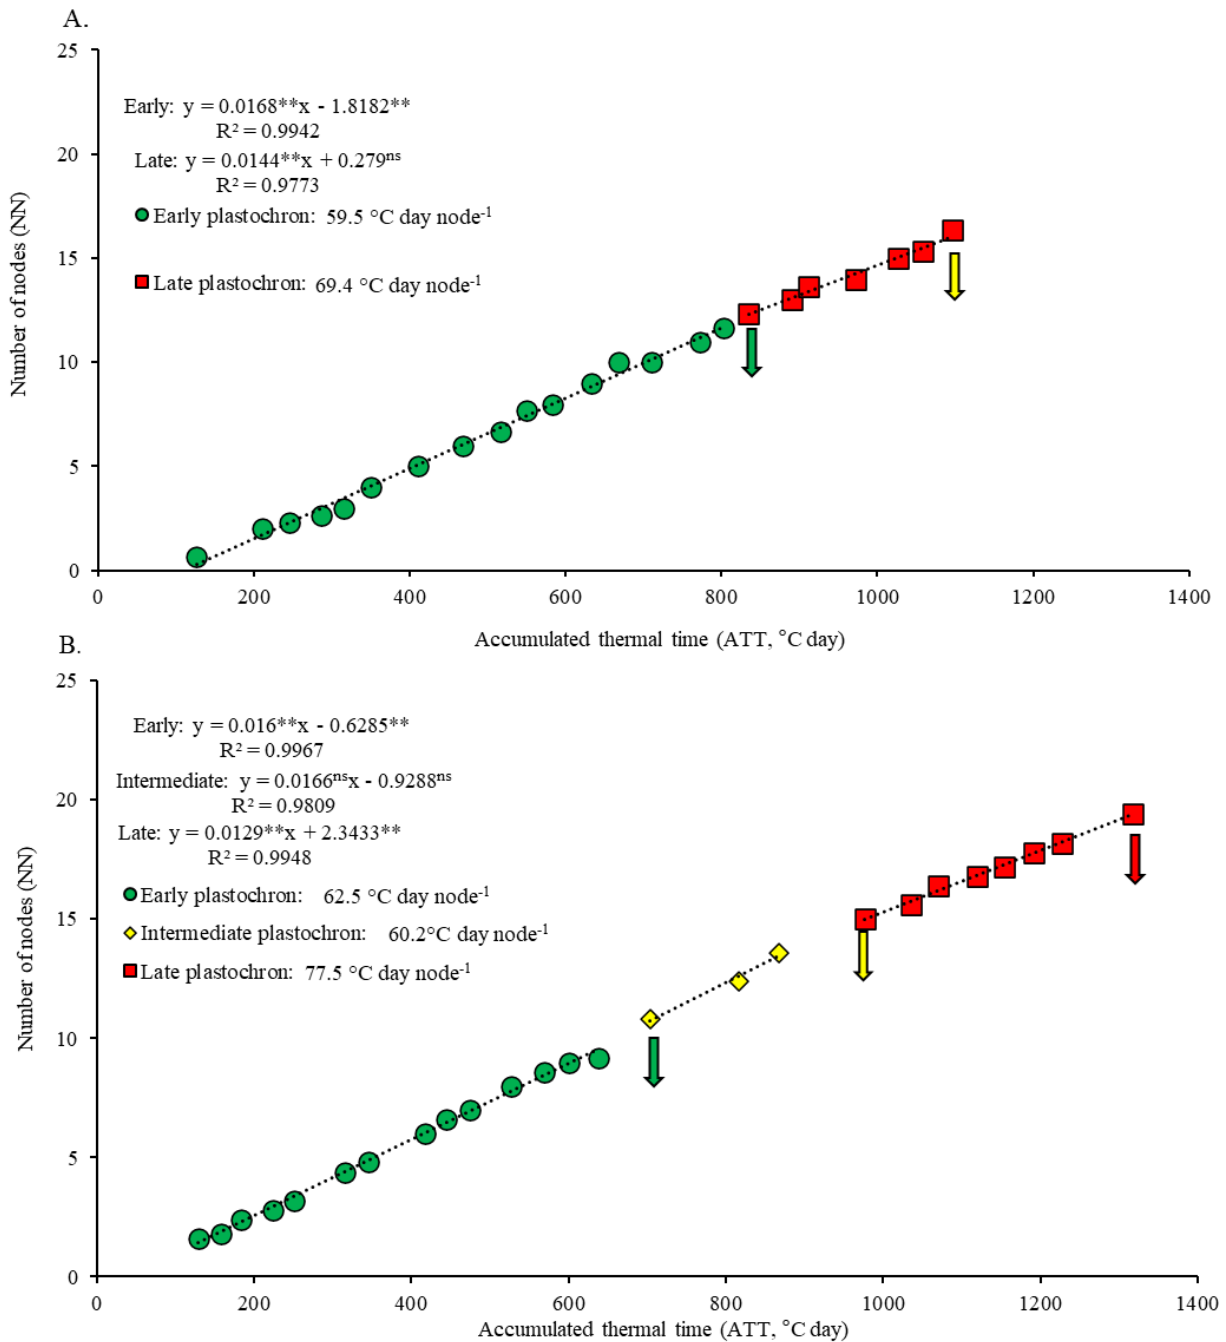 A.
25
20
15
10
5
0
Number of nodes (NN)
Early: y = 0.0168**x - 1.8182**
R² = 0.9942
Late: y = 0.0144**x + 0.279ⁿˢ
R² = 0.9773
Early plastochron: 59.5 °C day node⁻¹
Late plastochron: 69.4 °C day node⁻¹
0 200 400 600 800 1000 1200 1400
Accumulated thermal time (ATT, °C day)
B.
25
20
15
10
5
0
Number of nodes (NN)
Early: y = 0.016**x - 0.6285**
R² = 0.9967
Intermediate: y = 0.0166ⁿˢx - 0.9288ⁿˢ
R² = 0.9809
Late: y = 0.0129**x + 2.3433**
R² = 0.9948
Early plastochron: 62.5 °C day node⁻¹
Intermediate plastochron: 60.2°C day node⁻¹
Late plastochron: 77.5 °C day node⁻¹
0 200 400 600 800 1000 1200 1400
Accumulated thermal time (ATT, °C day)